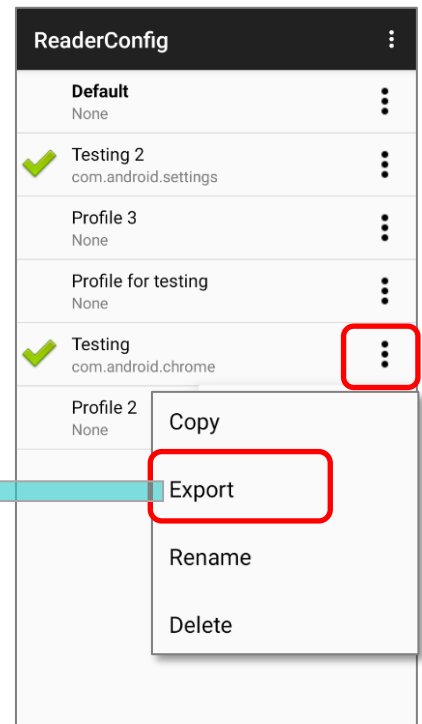 ReaderConfig
Default
None
Testing 2
com.android.settings
Profile 3
None
Profile for testing
None
Testing
com.android.chrome
Profile 2
None
Copy
Export
Rename
Delete